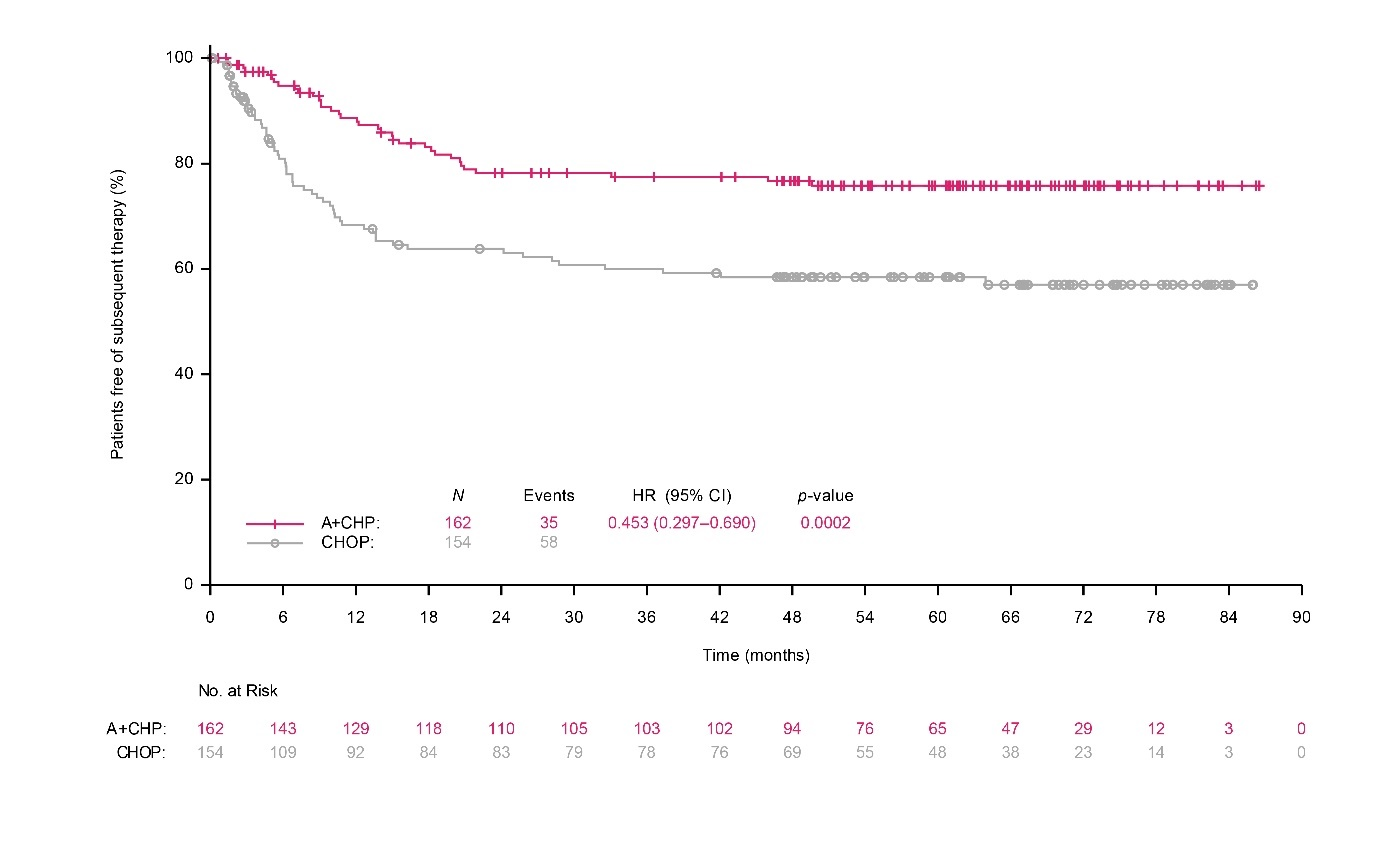 Patients free of subsequent therapy (%)
100
80
60
40
20
0
N Events HR (95% CI) p-value
A+CHP: 162 35 0.453 (0.297–0.690) 0.0002
CHOP: 154 58
0 6 12 18 24 30 36 42 48 54 60 66 72 78 84 90
Time (months)
No. at Risk
A+CHP: 162 143 129 118 110 105 103 102 94 76 65 47 29 12 3 0
CHOP: 154 109 92 84 83 79 78 76 69 55 48 38 23 14 3 0